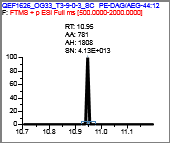 QEF1626_OG33_T3-9-0-3_SC PE-DAG/AEG-44:12
F: FTMS + p ESI Full ms [500.0000-2000.0000]
RT: 10.95
AA: 781
AH: 1808
SN: 4.13E+013
100
80
60
40
20
0
10.7 10.8 10.9 11.0 11.1